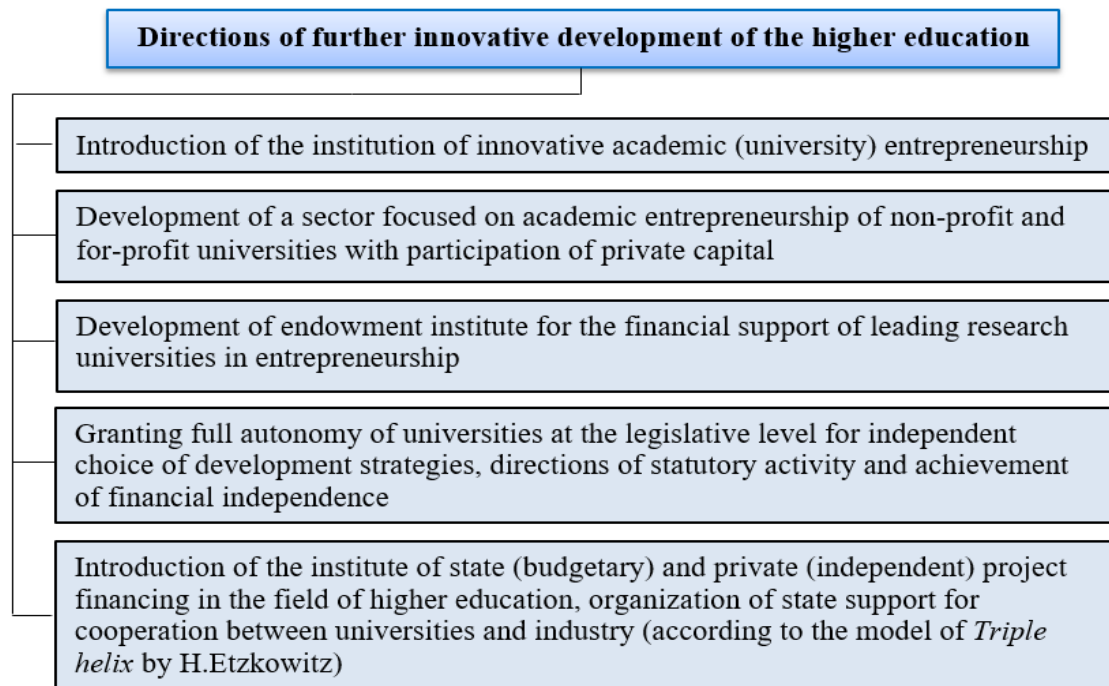 Directions of further innovative development of the higher education
Introduction of the institution of innovative academic (university) entrepreneurship
Development of a sector focused on academic entrepreneurship of non-profit and
for-profit universities with participation of private capital
Development of endowment institute for the financial support of leading research
universities in entrepreneurship
Granting full autonomy of universities at the legislative level for independent
choice of development strategies, directions of statutory activity and achievement
of financial independence
Introduction of the institute of state (budgetary) and private (independent) project
financing in the field of higher education, organization of state support for
cooperation between universities and industry (according to the model of Triple
helix by H.Etzkowitz)